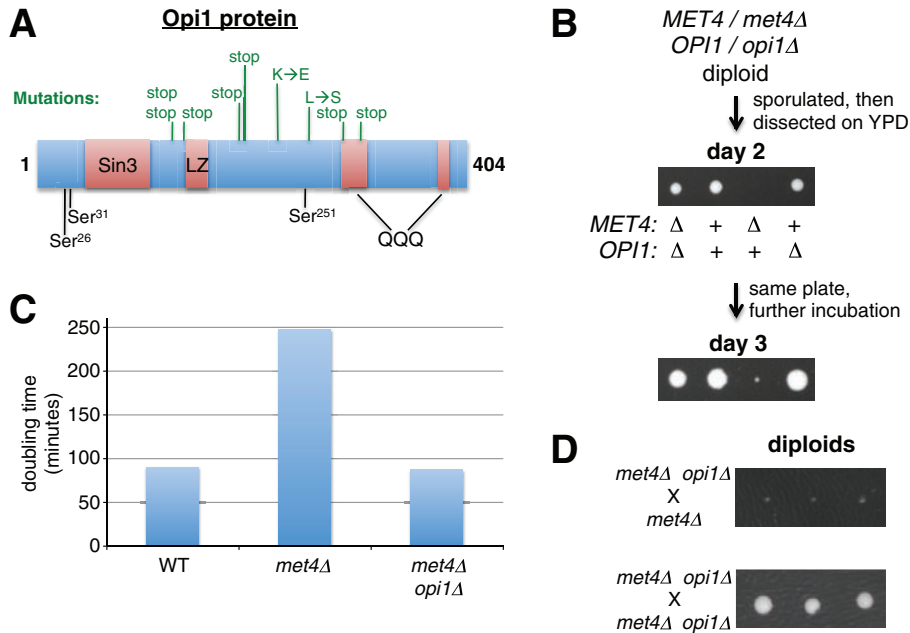 A
Opi1 protein
Mutations:
stop
stop
stop
stop
stop
K→E
L→S
stop
stop
1
Sin3
LZ
404
Ser26
Ser31
Ser251
QQQ
B
MET4 / met4Δ
OPI1 / opi1Δ
diploid
sporulated, then
dissected on YPD
day 2
MET4: Δ + Δ +
OPI1: Δ + + Δ
same plate,
further incubation
day 3
C
doubling time
(minutes)
250
200
150
100
50
0
WT
met4Δ
met4Δ
opi1Δ
D
diploids
met4Δ opi1Δ
X
met4Δ
met4Δ opi1Δ
X
met4Δ opi1Δ